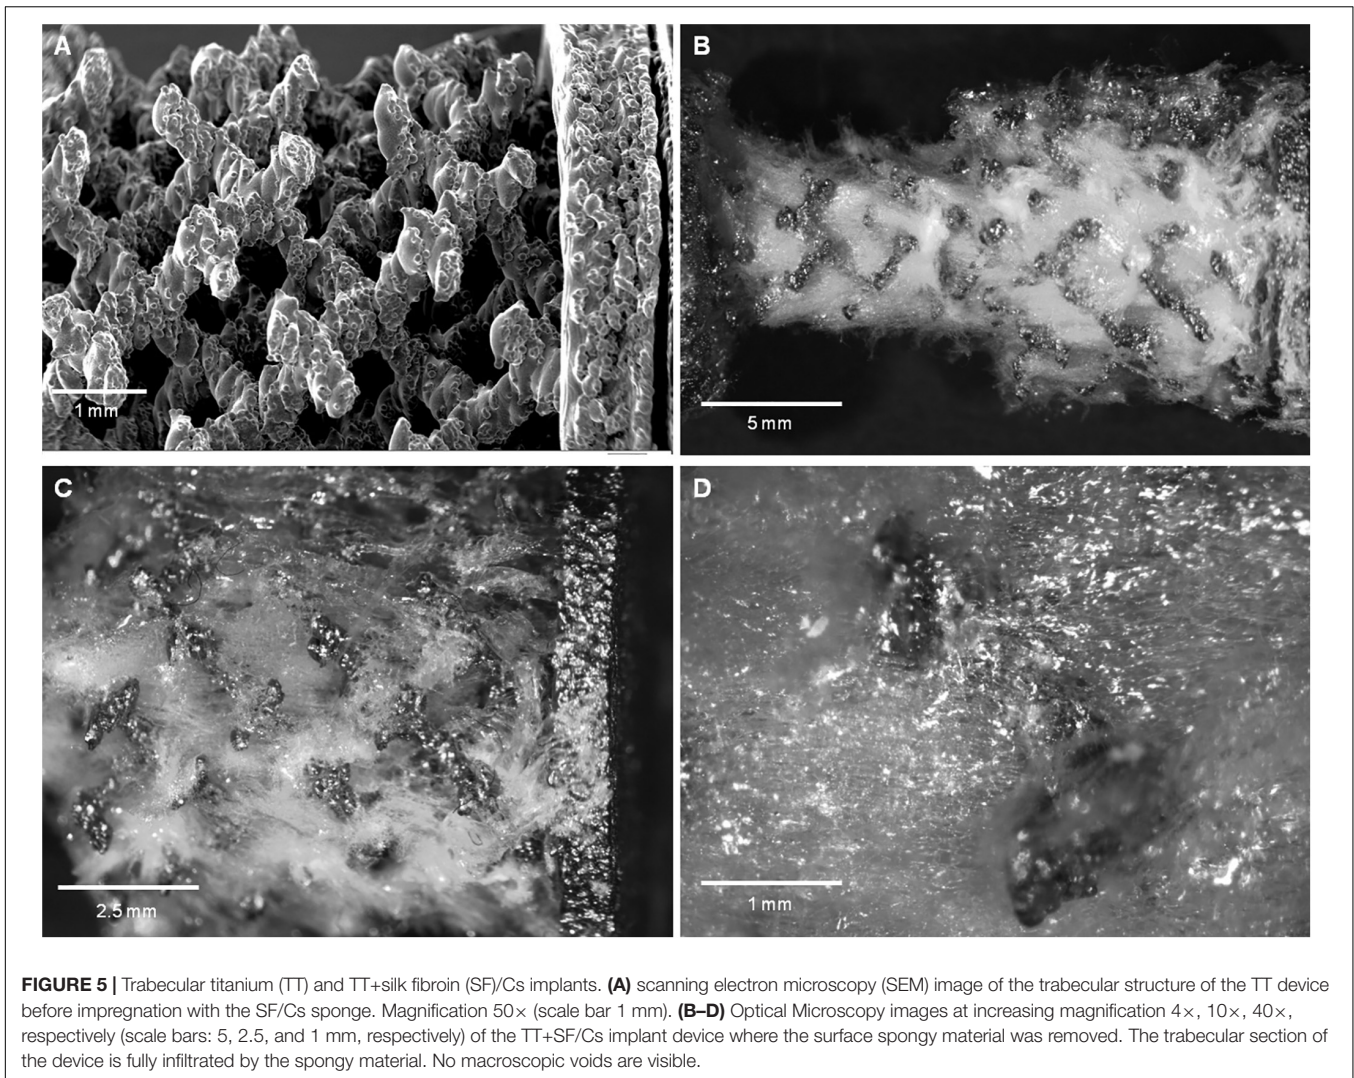 A
B
1 mm
5 mm
C
D
2.5 mm
1 mm
FIGURE 5 | Trabecular titanium (TT) and TT+silk fibroin (SF)/Cs implants. (A) scanning electron microscopy (SEM) image of the trabecular structure of the TT device
before impregnation with the SF/Cs sponge. Magnification 50× (scale bar 1 mm). (B–D) Optical Microscopy images at increasing magnification 4×, 10×, 40×,
respectively (scale bars: 5, 2.5, and 1 mm, respectively) of the TT+SF/Cs implant device where the surface spongy material was removed. The trabecular section of
the device is fully infiltrated by the spongy material. No macroscopic voids are visible.